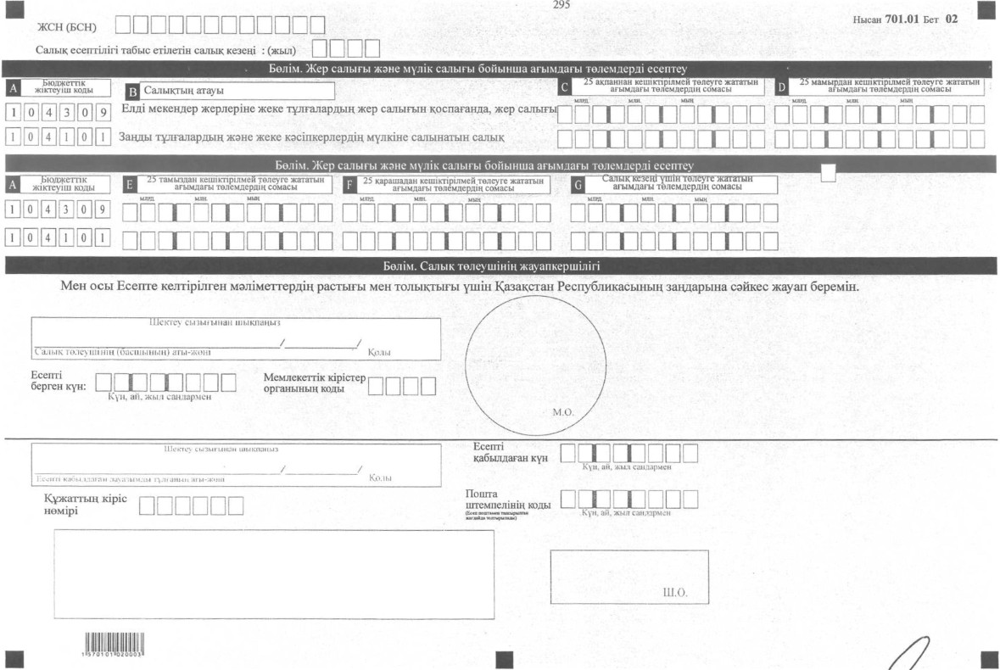 295
Нысан 701.01 Бет 02
ЖСН (БСН)
Салық есептілігі табыс етілетін салық кезеңі : (жыл)
Бөлім. Жер салығы және мүлік салығы бойынша ағымдағы төлемдерді есептеу
A Бюджеттік жіктеуіш коды
B Салықтың атауы
C 25 ақпаннан кешіктірілмей төлеуге жататын ағымдағы төлемдердің сомасы
D 25 мамырдан кешіктірілмей төлеуге жататын ағымдағы төлемдердің сомасы
млрд. млн. мың млрд. млн. мың
1 0 4 3 0 9 Елді мекендер жерлеріне жеке тұлғалардың жер салығын қоспағанда, жер салығы
1 0 4 1 0 1 Заңды тұлғалардың және жеке кәсіпкерлердің мүлкіне салынатын салық
Бөлім. Жер салығы және мүлік салығы бойынша ағымдағы төлемдерді есептеу
A Бюджеттік жіктеуіш коды
E 25 тамыздан кешіктірілмей төлеуге жататын ағымдағы төлемдердің сомасы
F 25 қарашадан кешіктірілмей төлеуге жататын ағымдағы төлемдердің сомасы
G Салық кезеңі үшін төлеуге жататын ағымдағы төлемдердің сомасы
млрд. млн. мың млрд. млн. мың млрд. млн. мың
1 0 4 3 0 9
1 0 4 1 0 1
Бөлім. Салық төлеушінің жауапкершілігі
Мен осы Есепте келтірілген мәліметтердің растығы мен толықтығы үшін Қазақстан Республикасының заңдарына сәйкес жауап беремін.
Шектеу сызығынан шықпаңыз
/ /
Салық төлеушінің (басшының) аты-жөні Қолы
Есепті берген күн:
Күн, ай, жыл сандармен
Мемлекеттік кірістер органының коды
М.О.
Шектеу сызығынан шықпаңыз
/ /
Есепті қабылдаған лауазымды тұлғаның аты-жөні Қолы
Есепті қабылдаған күн
Күн, ай, жыл сандармен
Құжаттың кіріс нөмірі
Пошта штемпелінің коды
(Есеп поштамен тапсырылған жағдайда толтырылады)
Күн, ай, жыл сандармен
Ш.О.
1 570101 020003